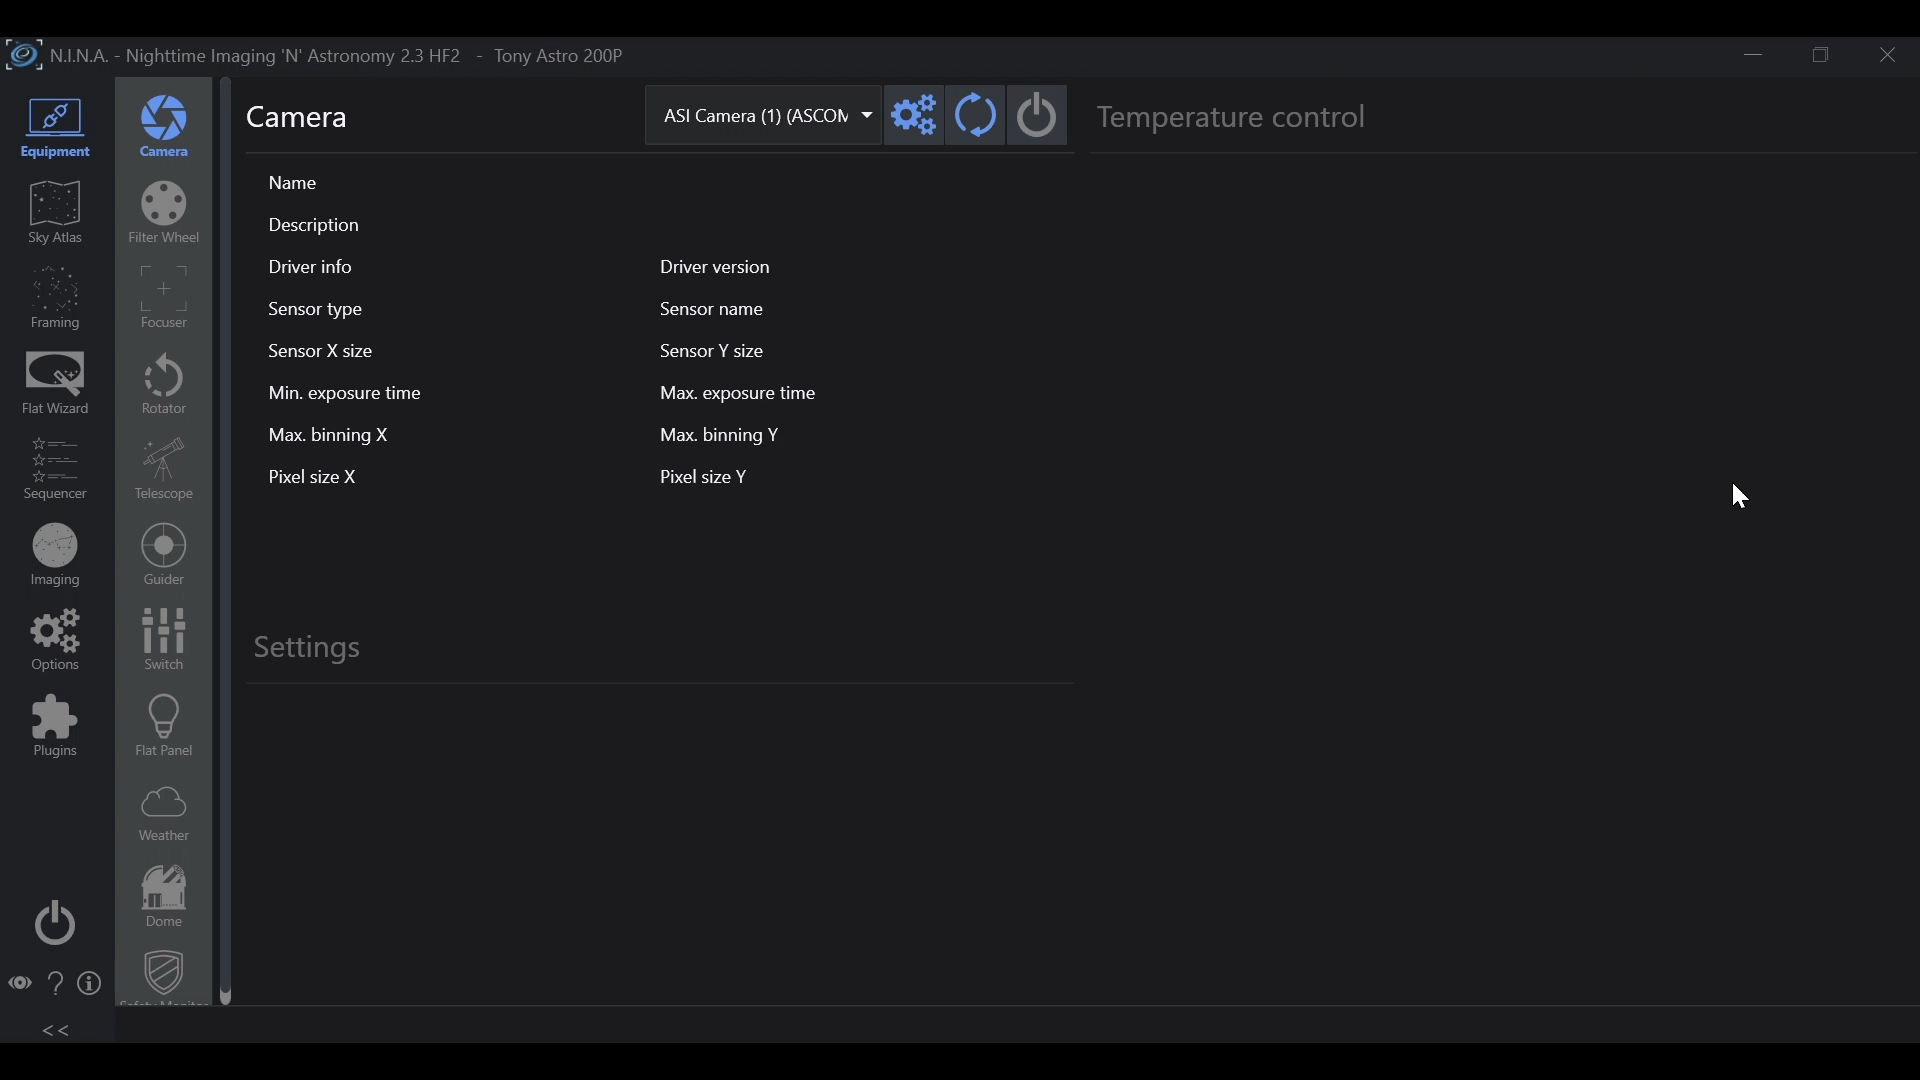 N.I.N.A. - Nighttime Imaging 'N' Astronomy 2.3 HF2 - Tony Astro 200P
Equipment
Sky Atlas
Framing
Flat Wizard
Sequencer
Imaging
Options
Plugins
<<
Camera
Filter Wheel
Focuser
Rotator
Telescope
Guider
Switch
Flat Panel
Weather
Dome
Camera
ASI Camera (1) (ASCOM
Temperature control
Name
Description
Driver info Driver version
Sensor type Sensor name
Sensor X size Sensor Y size
Min. exposure time Max. exposure time
Max. binning X Max. binning Y
Pixel size X Pixel size Y
Settings